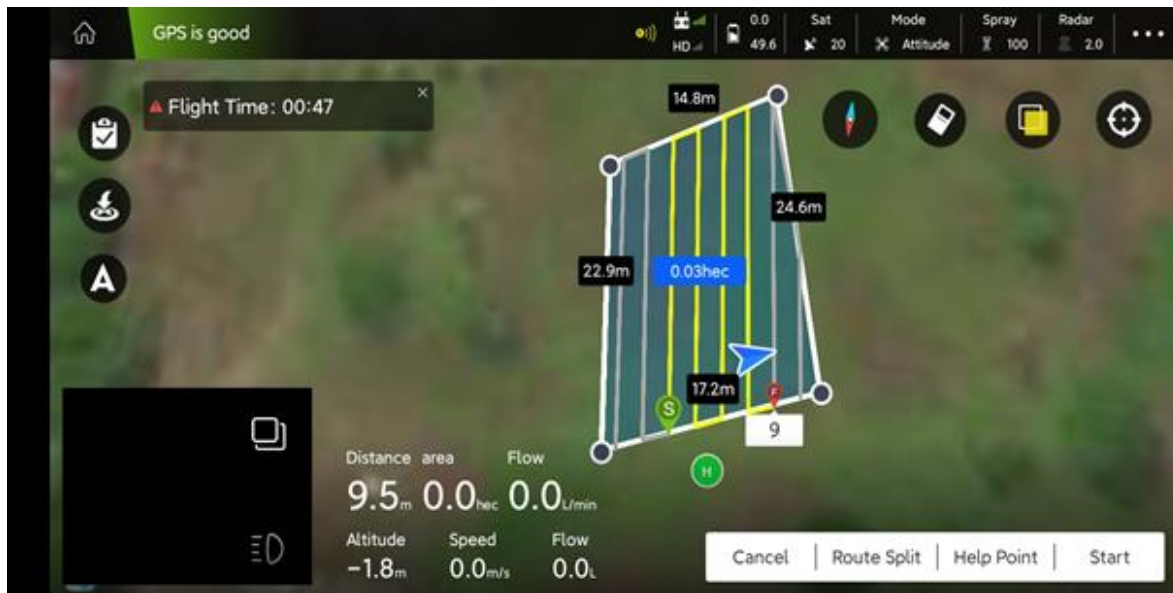 GPS is good
HD
0.0
49.6
Sat
20
Mode
Attitude
Spray
100
Radar
2.0
Flight Time: 00:47
14.8m
24.6m
22.9m
0.03hec
17.2m
S
F
9
H
A
Distance area Flow
9.5m 0.0hec 0.0L/min
Altitude Speed Flow
-1.8m 0.0m/s 0.0L
Cancel Route Split Help Point Start